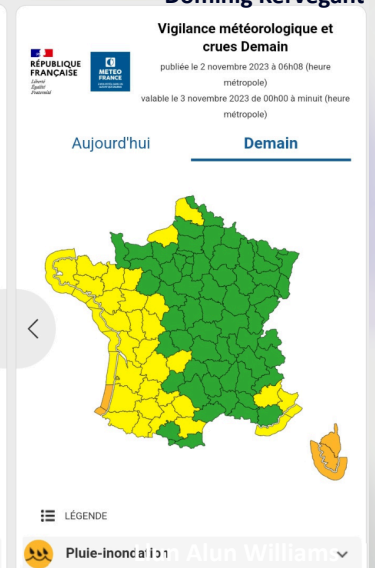 Dominig Kervegant
Vigilance météorologique et
crues Demain
RÉPUBLIQUE
FRANÇAISE
Liberté
Égalité
Fraternité
METEO
FRANCE
publiée le 2 novembre 2023 à 06h08 (heure
métropole)
valable le 3 novembre 2023 de 00h00 à minuit (heure
métropole)
Aujourd'hui
Demain
LÉGENDE
Pluie-inondation
Alun Williams